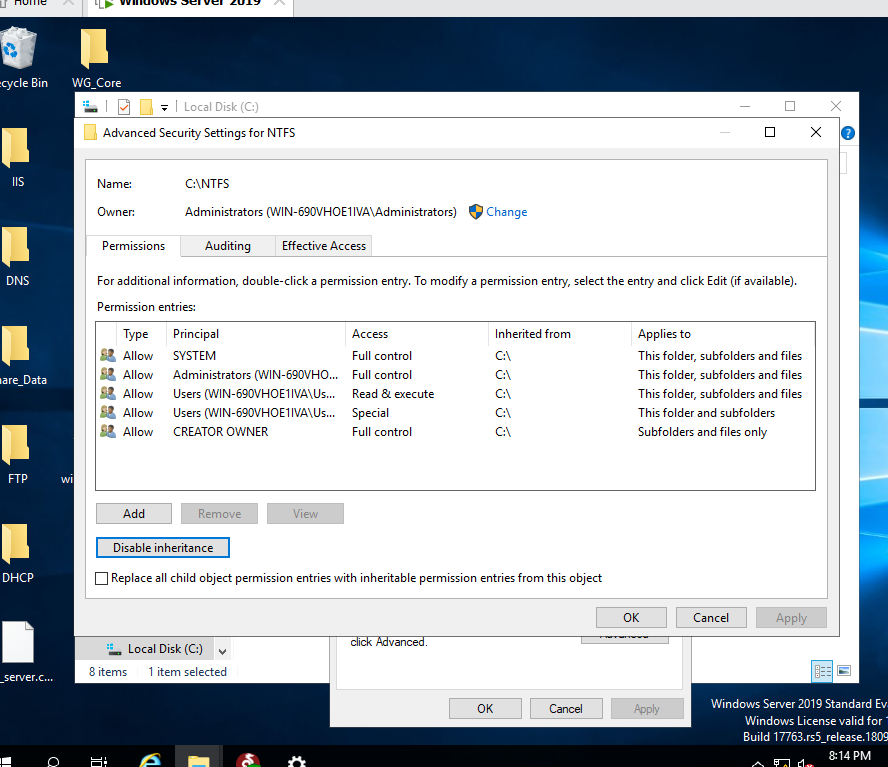 Home
Windows Server 2019
Recycle Bin
WG_Core
IIS
DNS
Share_Data
FTP
wi
DHCP
_server.c...
Local Disk (C:)
Advanced Security Settings for NTFS
Name: C:\NTFS
Owner: Administrators (WIN-690VHOE1IVA\Administrators) Change
Permissions Auditing Effective Access
For additional information, double-click a permission entry. To modify a permission entry, select the entry and click Edit (if available).
Permission entries:
Type Principal Access Inherited from Applies to
Allow SYSTEM Full control C:\ This folder, subfolders and files
Allow Administrators (WIN-690VHO... Full control C:\ This folder, subfolders and files
Allow Users (WIN-690VHOE1IVA\Us... Read & execute C:\ This folder, subfolders and files
Allow Users (WIN-690VHOE1IVA\Us... Special C:\ This folder and subfolders
Allow CREATOR OWNER Full control C:\ Subfolders and files only
Add Remove View
Disable inheritance
Replace all child object permission entries with inheritable permission entries from this object
OK Cancel Apply
click Advanced. Advanced
Local Disk (C:)
8 items 1 item selected
OK Cancel Apply
Windows Server 2019 Standard Eva
Windows License valid for 1
Build 17763.rs5_release.1809
8:14 PM